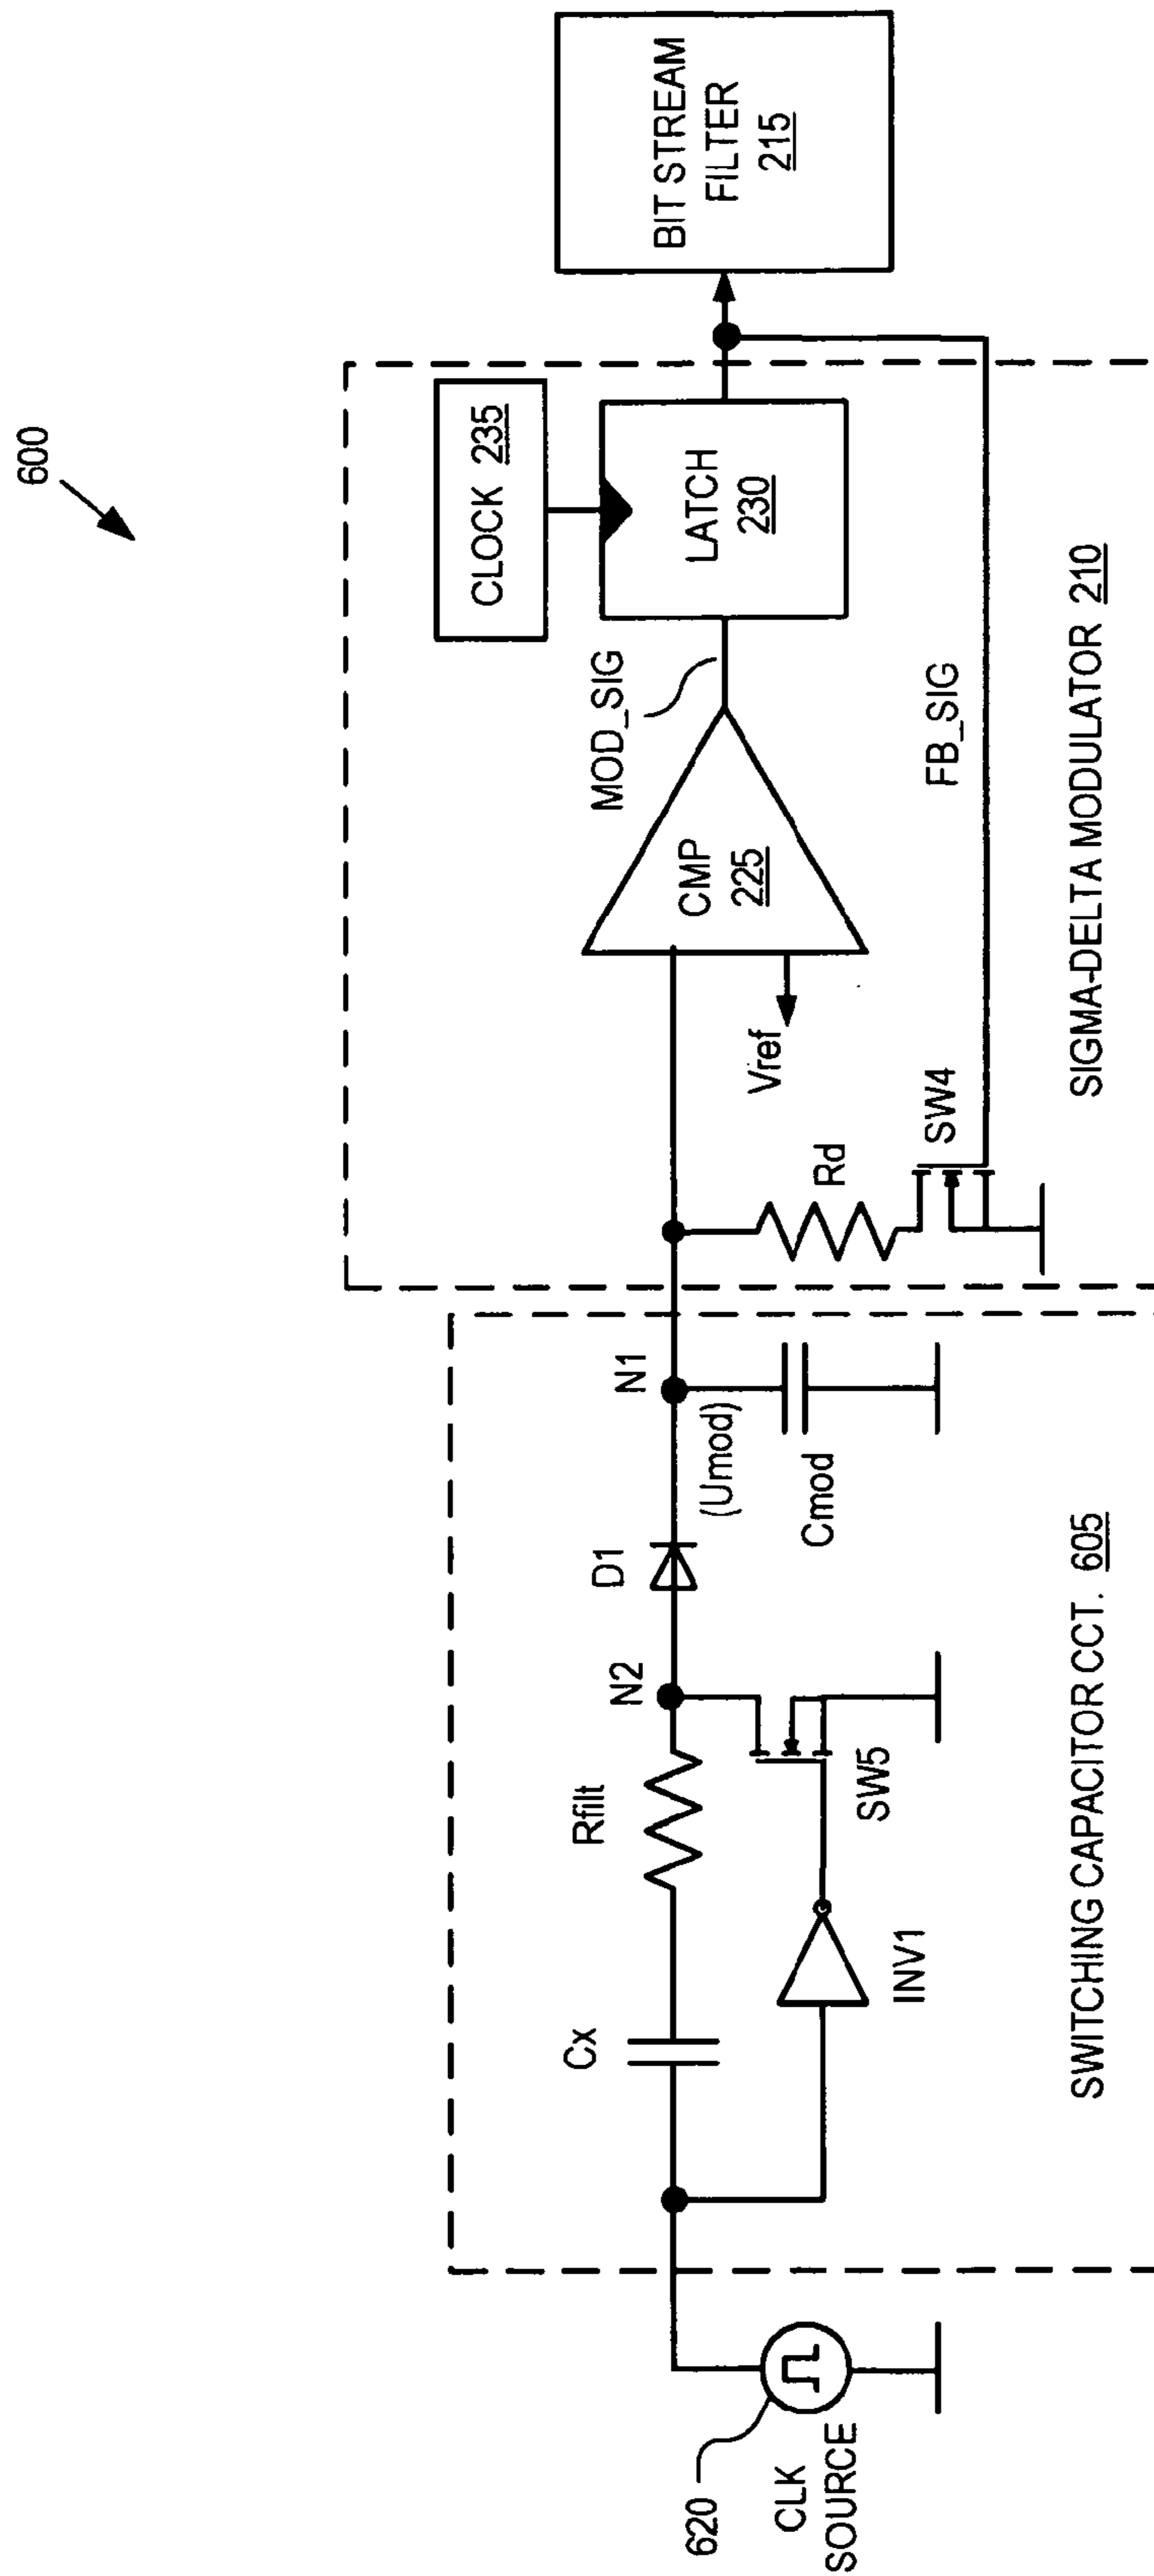 600
CLOCK 235
BIT STREAM
FILTER
215
MOD_SIG
LATCH
230
CMP
225
Vref
FB_SIG
Rd
SW4
SIGMA-DELTA MODULATOR 210
N1
(Umod)
Cmod
D1
N2
Rfilt
SW5
Cx
INV1
SWITCHING CAPACITOR CCT. 605
620
CLK
SOURCE